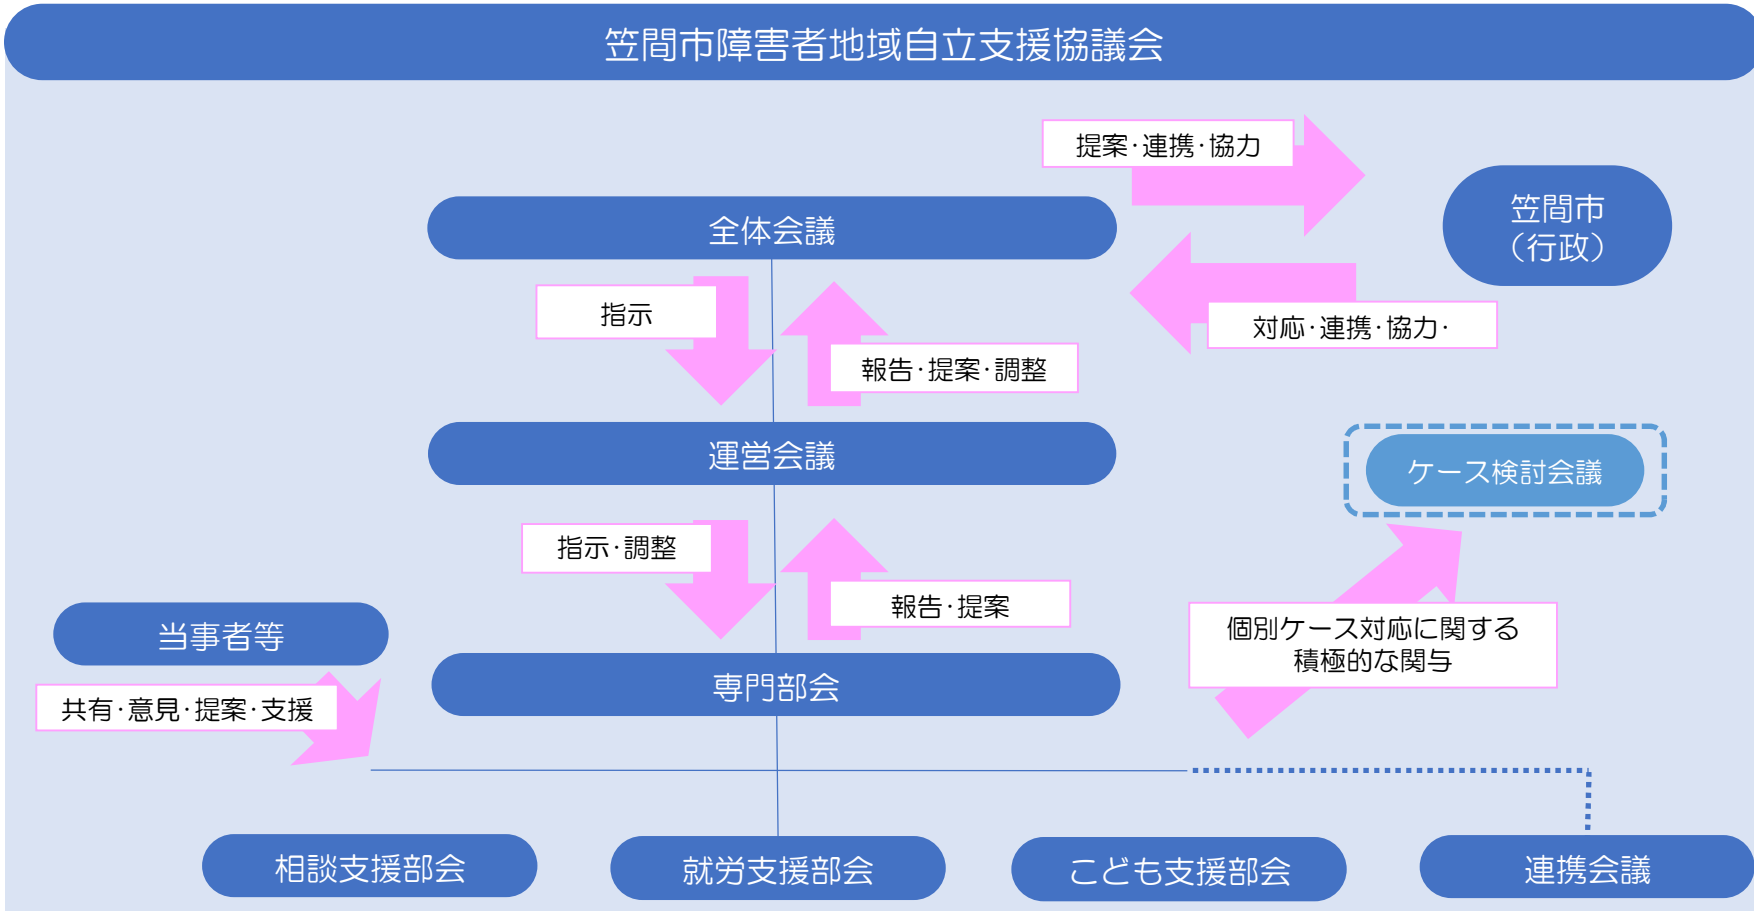 笠間市障害者地域自立支援協議会
提案・連携・協力
笠間市
（行政）
全体会議
指示
対応・連携・協力・
報告・提案・調整
運営会議
ケース検討会議
指示・調整
報告・提案
当事者等
個別ケース対応に関する
積極的な関与
専門部会
共有・意見・提案・支援
相談支援部会
就労支援部会
こども支援部会
連携会議